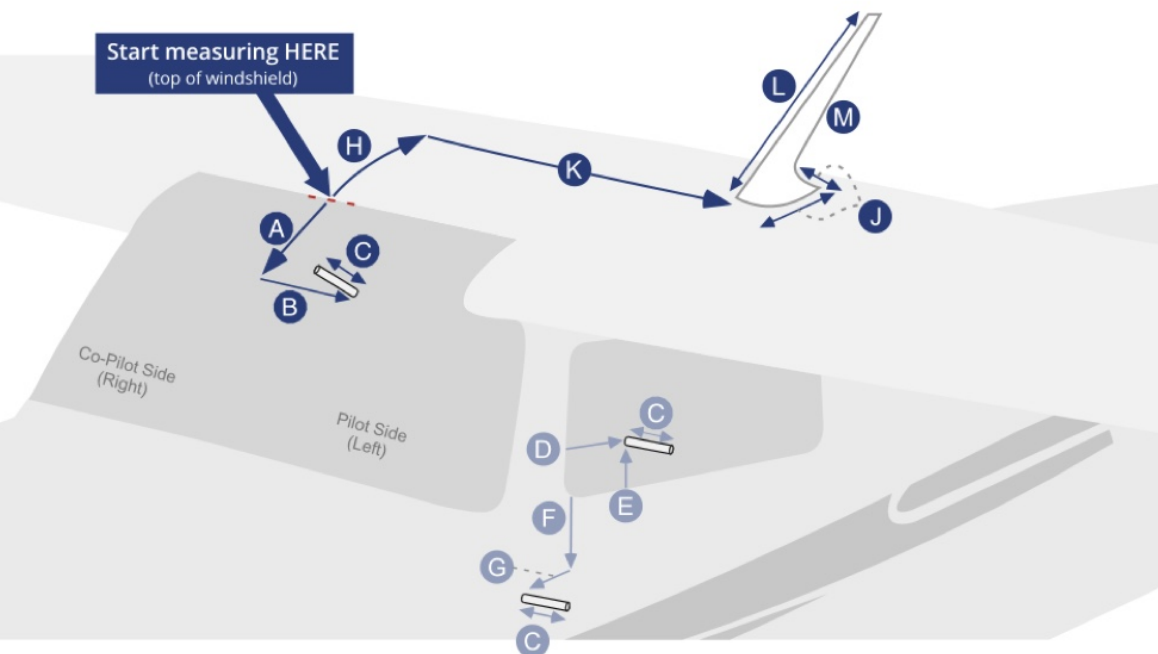 Start measuring HERE
(top of windshield)
L
M
H
K
J
A
C
B
Co-Pilot Side
(Right)
Pilot Side
(Left)
C
D
E
F
G
C